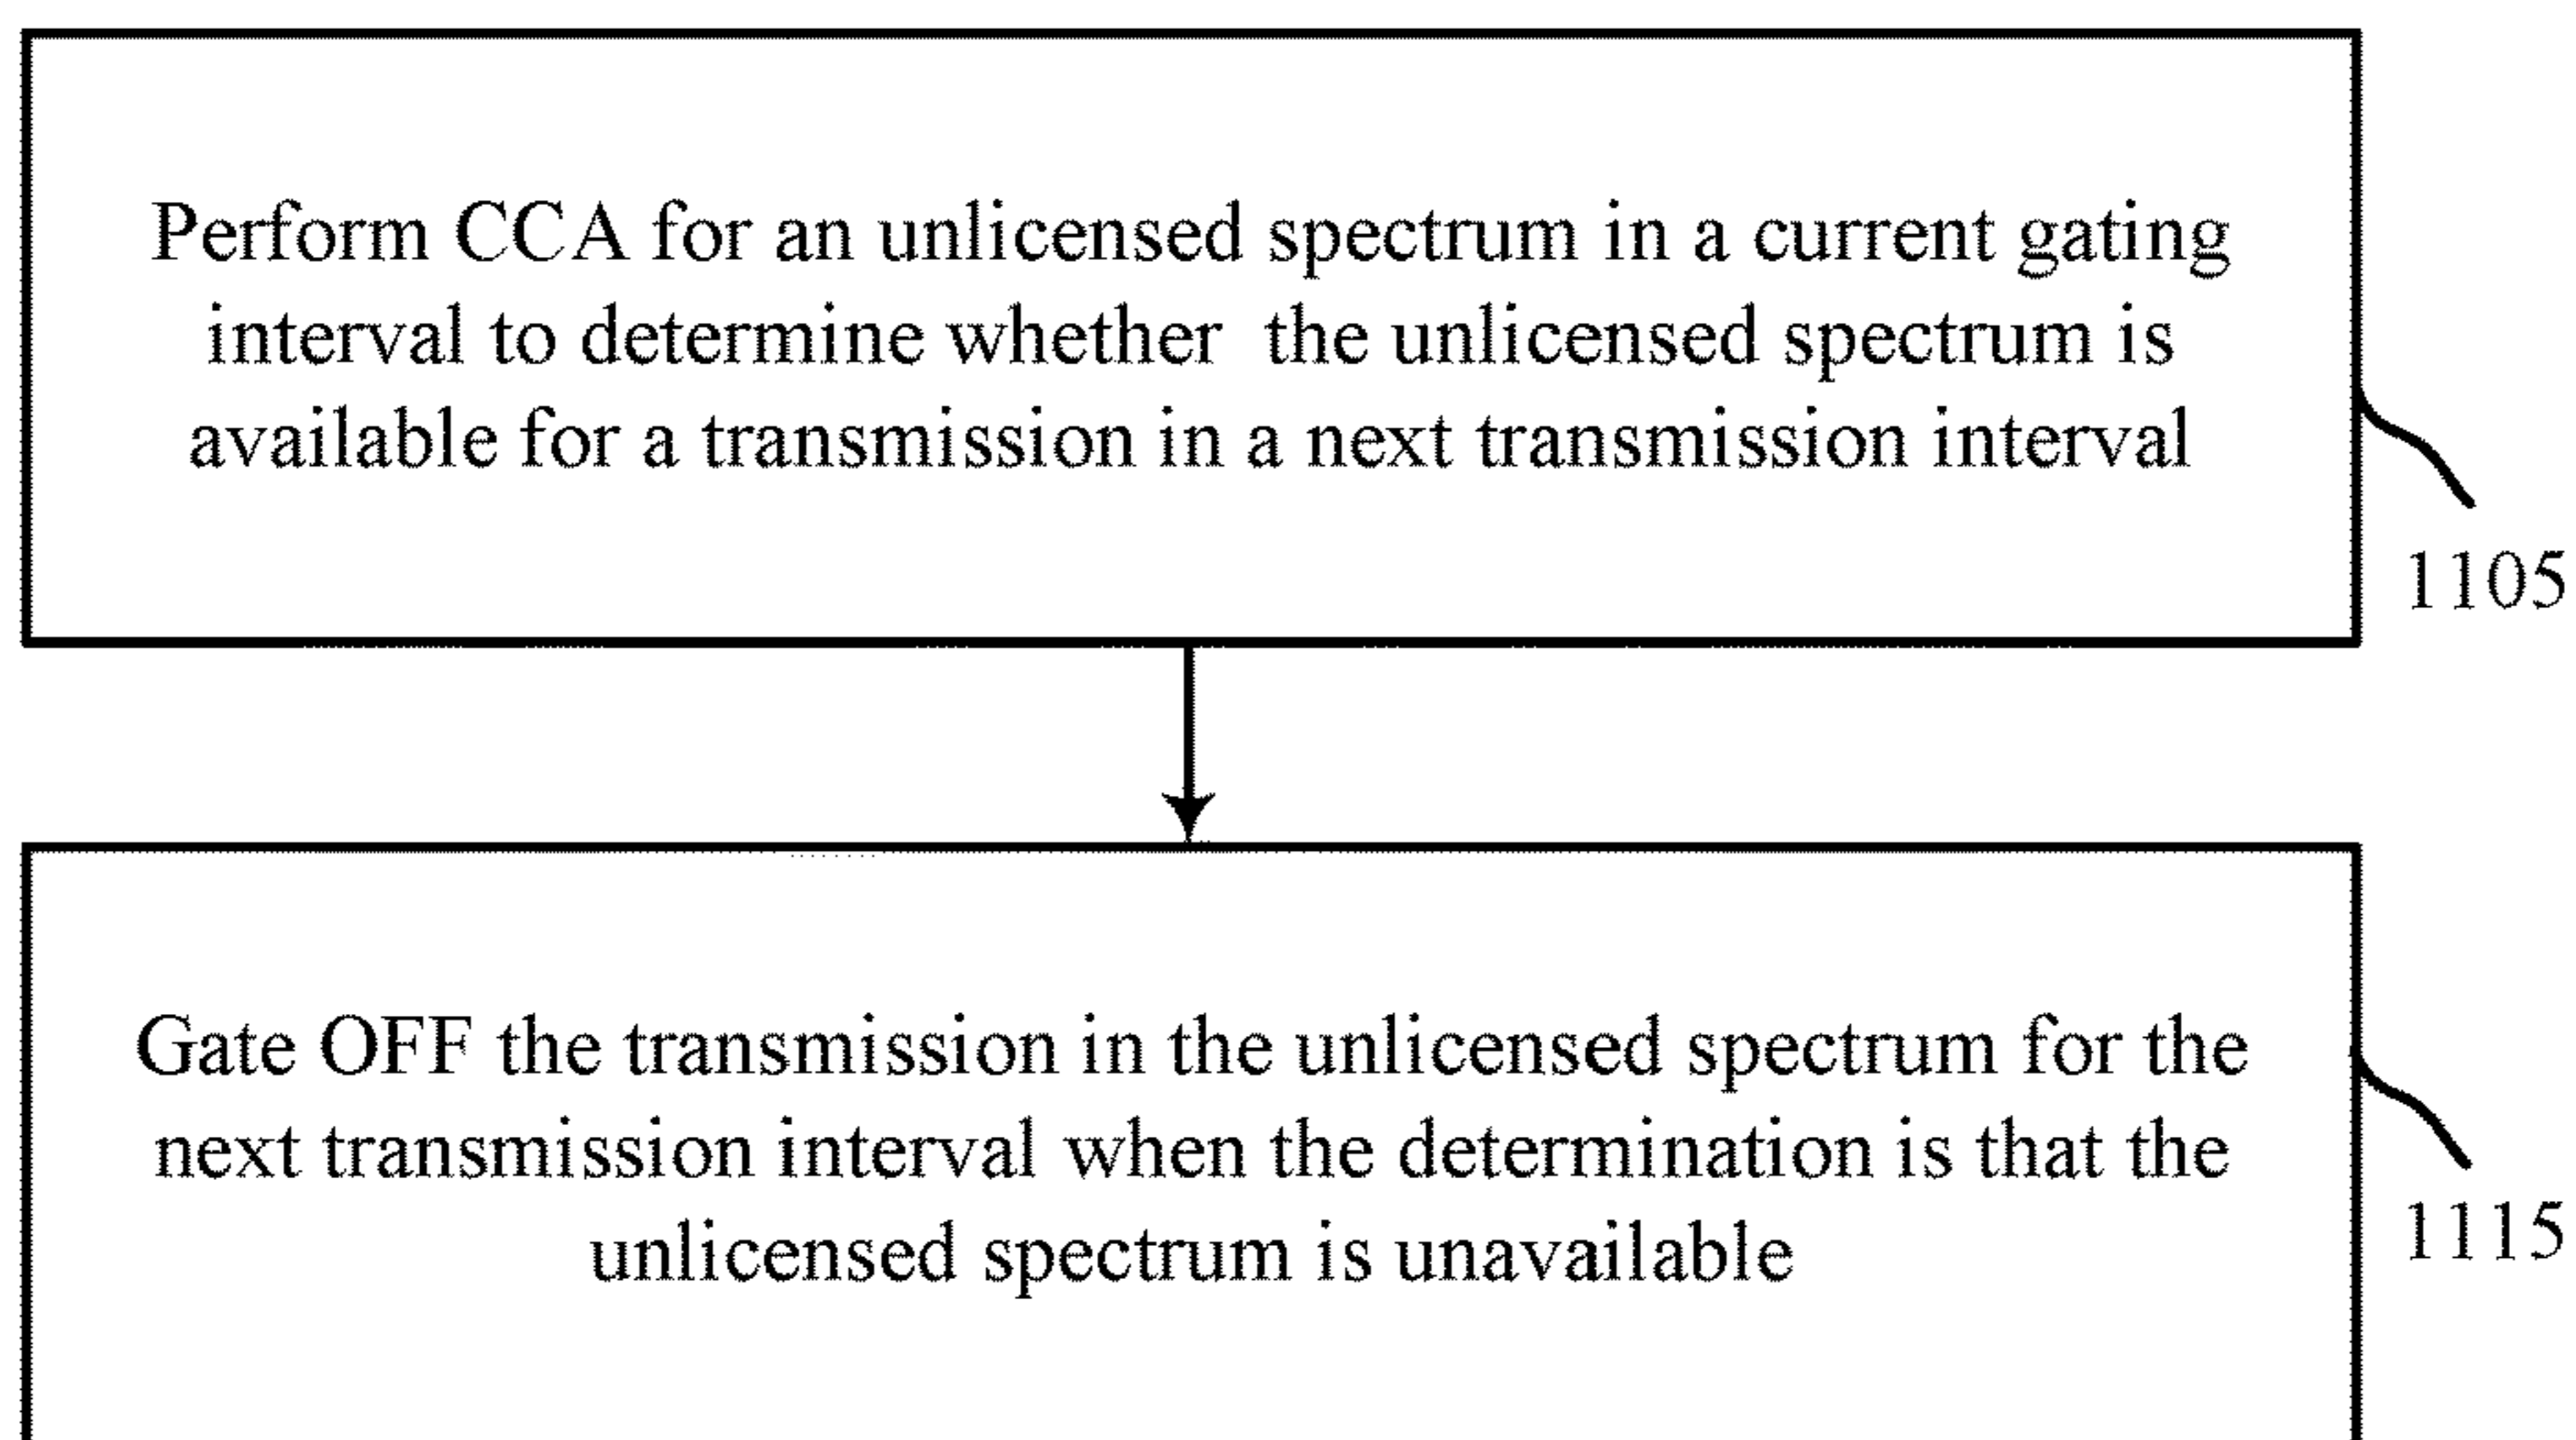 Perform CCA for an unlicensed spectrum in a current gating
interval to determine whether the unlicensed spectrum is
available for a transmission in a next transmission interval
1105
Gate OFF the transmission in the unlicensed spectrum for the
next transmission interval when the determination is that the
unlicensed spectrum is unavailable
1115